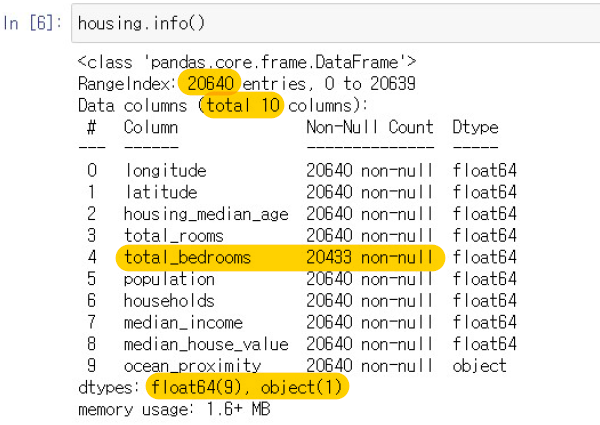 In [6]: housing.info()
<class 'pandas.core.frame.DataFrame'>
RangeIndex: 20640 entries, 0 to 20639
Data columns (total 10 columns):
# Column Non-Null Count Dtype
--- ------ -------------- -----
0 longitude 20640 non-null float64
1 latitude 20640 non-null float64
2 housing_median_age 20640 non-null float64
3 total_rooms 20640 non-null float64
4 total_bedrooms 20433 non-null float64
5 population 20640 non-null float64
6 households 20640 non-null float64
7 median_income 20640 non-null float64
8 median_house_value 20640 non-null float64
9 ocean_proximity 20640 non-null object
dtypes: float64(9), object(1)
memory usage: 1.6+ MB